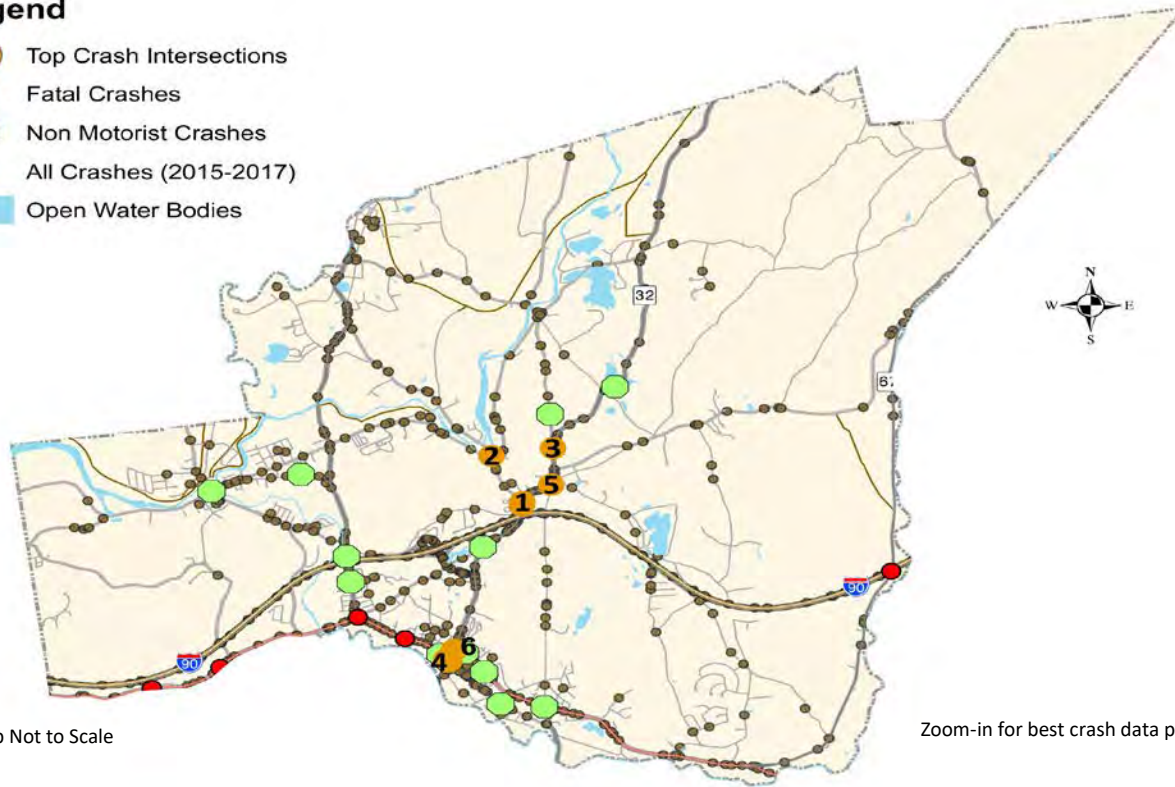 gend
Top Crash Intersections
Fatal Crashes
Non Motorist Crashes
All Crashes (2015-2017)
Open Water Bodies
32
N
W E
S
67
3
2
5
1
90
6
4
90
p Not to Scale
Zoom-in for best crash data p